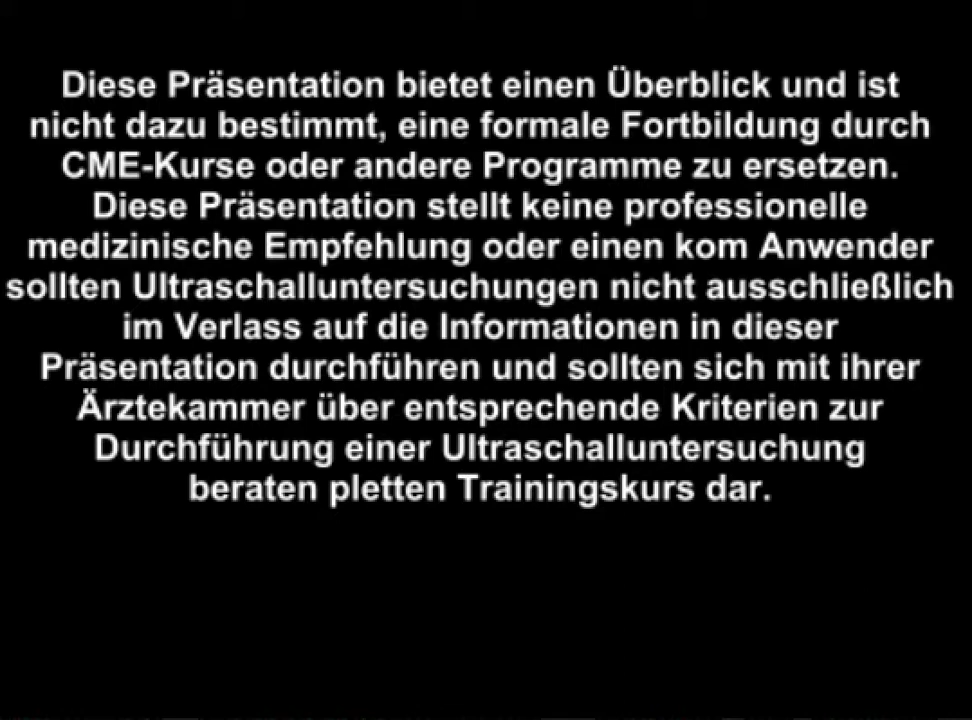 Diese Präsentation bietet einen Überblick und ist
nicht dazu bestimmt, eine formale Fortbildung durch
CME-Kurse oder andere Programme zu ersetzen.
Diese Präsentation stellt keine professionelle
medizinische Empfehlung oder einen kom Anwender
sollten Ultraschalluntersuchungen nicht ausschließlich
im Verlass auf die Informationen in dieser
Präsentation durchführen und sollten sich mit ihrer
Ärztekammer über entsprechende Kriterien zur
Durchführung einer Ultraschalluntersuchung
beraten pletten Trainingskurs dar.